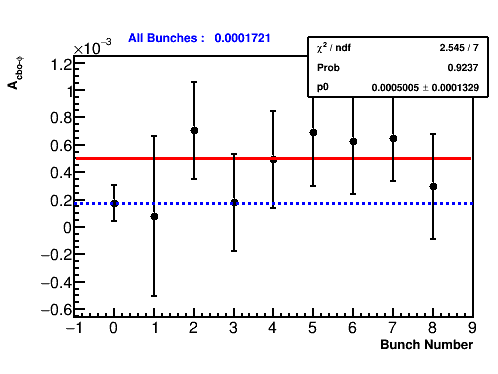 All Bunches : 0.0001721
×10⁻³
χ² / ndf 2.545 / 7
Prob 0.9237
p0 0.0005005 ± 0.0001329
A_cbo-φ
1.2
1
0.8
0.6
0.4
0.2
0
−0.2
−0.4
−0.6
−1 0 1 2 3 4 5 6 7 8 9
Bunch Number